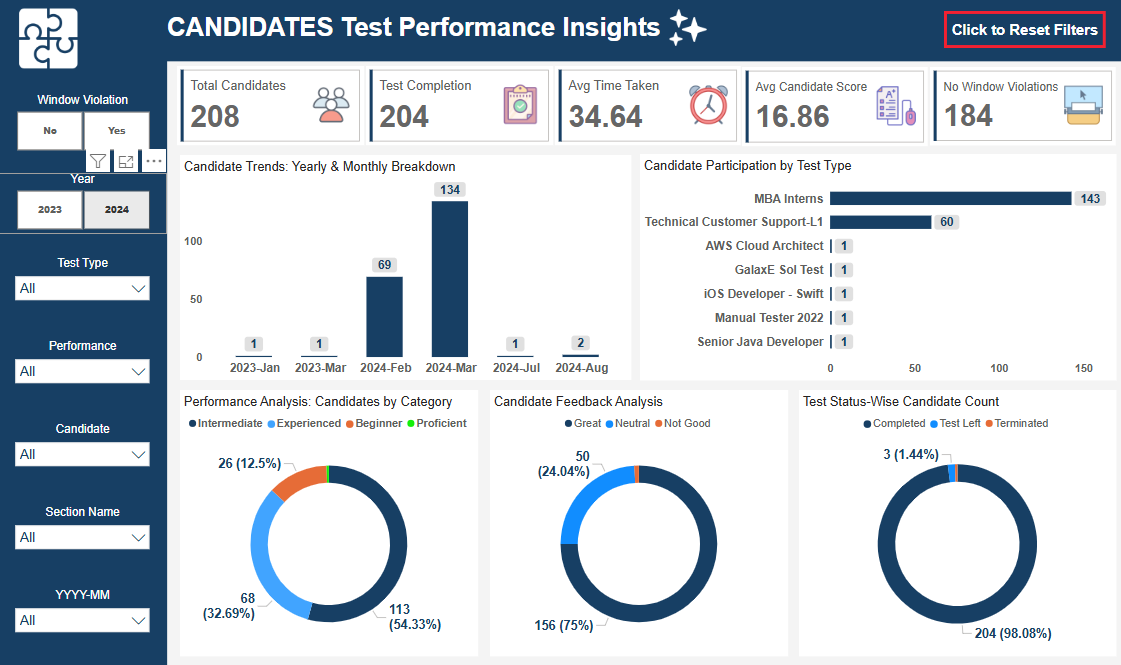 CANDIDATES Test Performance Insights
Click to Reset Filters
Window Violation
No
Yes
Year
2023
2024
Test Type
All
Performance
All
Candidate
All
Section Name
All
YYYY-MM
All
Total Candidates
208
Test Completion
204
Avg Time Taken
34.64
Avg Candidate Score
16.86
A+
No Window Violations
184
Candidate Trends: Yearly & Monthly Breakdown
100
50
0
1
1
69
134
1
2
2023-Jan
2023-Mar
2024-Feb
2024-Mar
2024-Jul
2024-Aug
Candidate Participation by Test Type
MBA Interns 143
Technical Customer Support-L1 60
AWS Cloud Architect 1
GalaxE Sol Test 1
iOS Developer - Swift 1
Manual Tester 2022 1
Senior Java Developer 1
0 50 100 150
Performance Analysis: Candidates by Category
Intermediate Experienced Beginner Proficient
26 (12.5%)
68
(32.69%)
113
(54.33%)
Candidate Feedback Analysis
Great Neutral Not Good
50
(24.04%)
156 (75%)
Test Status-Wise Candidate Count
Completed Test Left Terminated
3 (1.44%)
204 (98.08%)